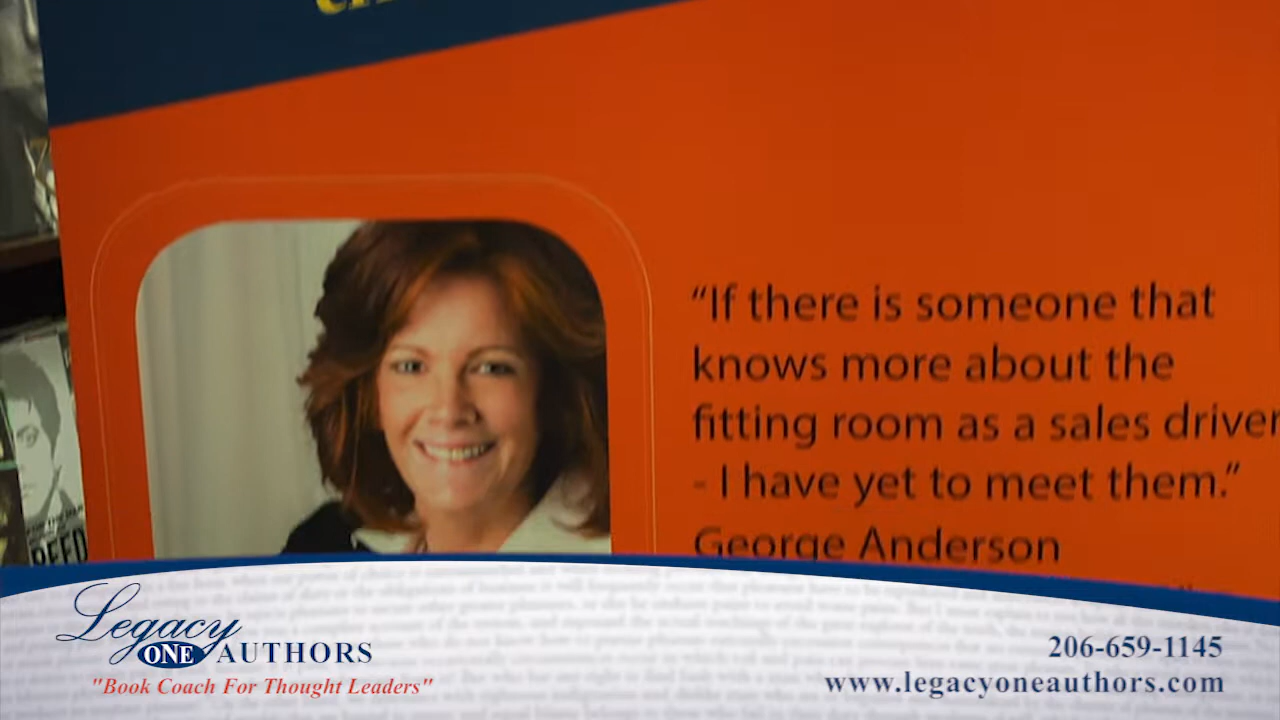 “If there is someone that
knows more about the
fitting room as a sales driver
- I have yet to meet them.”
George Anderson
REED
Legacy
ONE AUTHORS
"Book Coach For Thought Leaders"
206-659-1145
www.legacyoneauthors.com